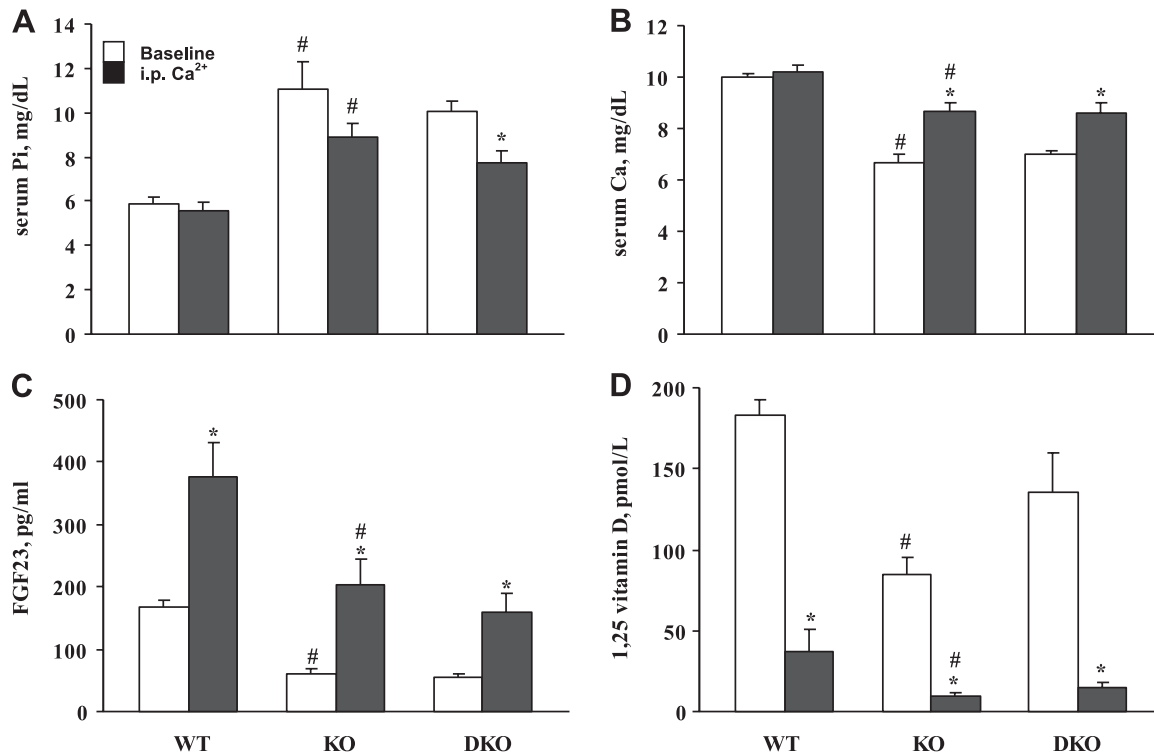 A
serum Pi, mg/dL
14
12
10
8
6
4
2
0
Baseline
i.p. Ca²⁺
#
#
*
B
serum Ca, mg/dL
12
10
8
6
4
2
0
#
#
*
*
C
FGF23, pg/ml
500
400
300
200
100
0
*
#
#
*
*
WT
KO
DKO
D
1,25 vitamin D, pmol/L
200
150
100
50
0
*
#
#
*
*
WT
KO
DKO